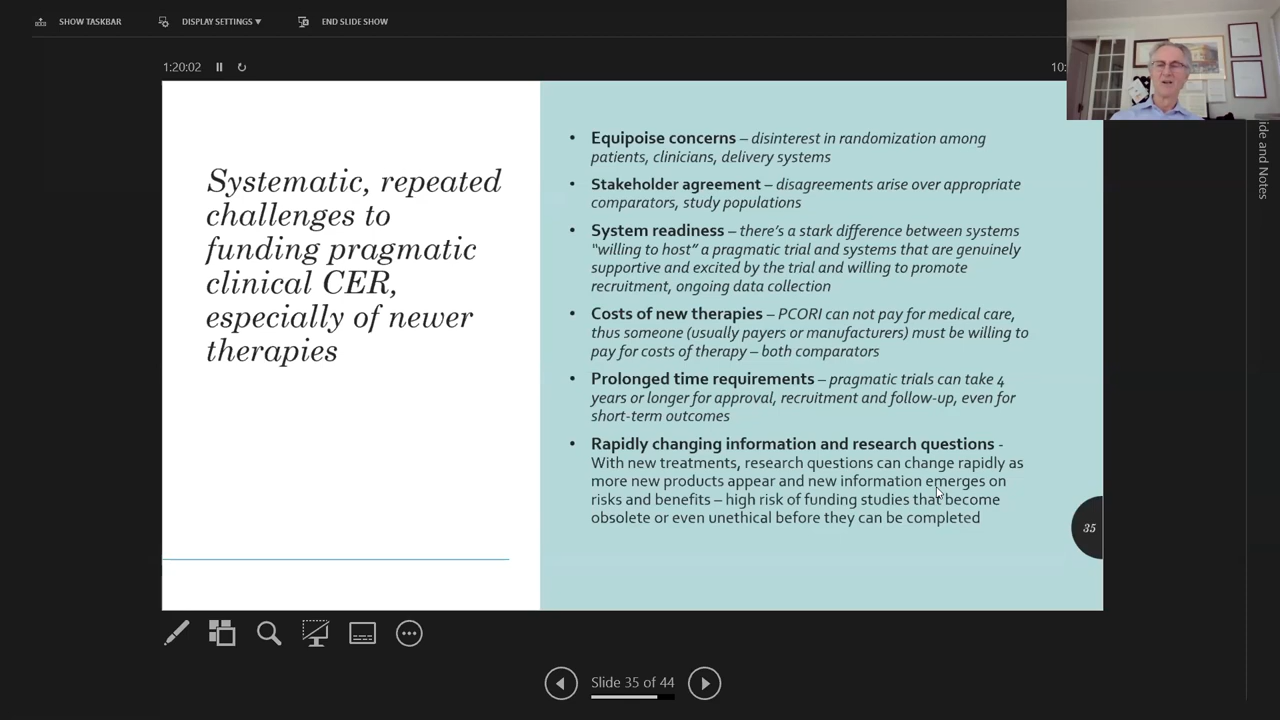 SHOW TASKBAR
DISPLAY SETTINGS ▼
END SLIDE SHOW
1:20:02
10:
Systematic, repeated
challenges to
funding pragmatic
clinical CER,
especially of newer
therapies
• Equipoise concerns – disinterest in randomization among
patients, clinicians, delivery systems
• Stakeholder agreement – disagreements arise over appropriate
comparators, study populations
• System readiness – there's a stark difference between systems
"willing to host" a pragmatic trial and systems that are genuinely
supportive and excited by the trial and willing to promote
recruitment, ongoing data collection
• Costs of new therapies – PCORI can not pay for medical care,
thus someone (usually payers or manufacturers) must be willing to
pay for costs of therapy – both comparators
• Prolonged time requirements – pragmatic trials can take 4
years or longer for approval, recruitment and follow-up, even for
short-term outcomes
• Rapidly changing information and research questions -
With new treatments, research questions can change rapidly as
more new products appear and new information emerges on
risks and benefits – high risk of funding studies that become
obsolete or even unethical before they can be completed
35
ide and Notes
Slide 35 of 44